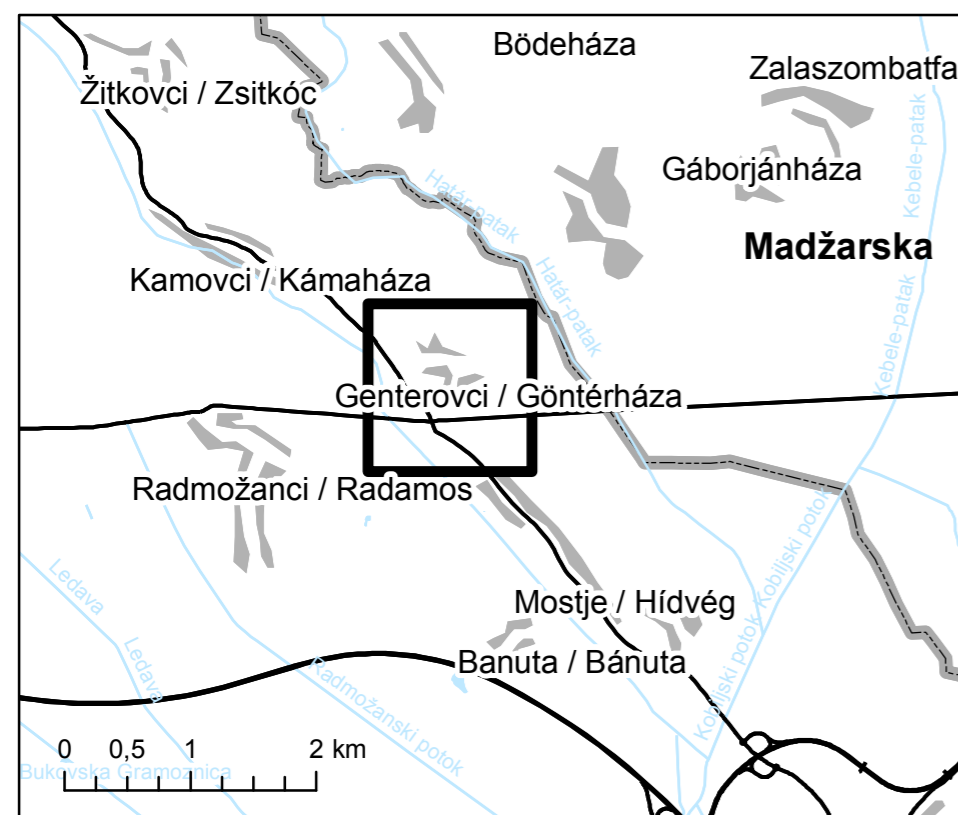 Bödeháza
Zalaszombatfa
Žitkovci / Zsitkóc
Kebele-patak
Gáborjánháza
Határ-patak
Madžarska
Kamovci / Kámaháza
Határ-patak
Kebele-patak
Genterovci / Göntérháza
Radmožanci / Radamos
Kobiljski potok
Kobiljski potok
Ledava
Mostje / Hídvég
Ledava
Banuta / Bánuta
Radmožanski potok
0 0,5 1 2 km
Bukovska Gramoznica